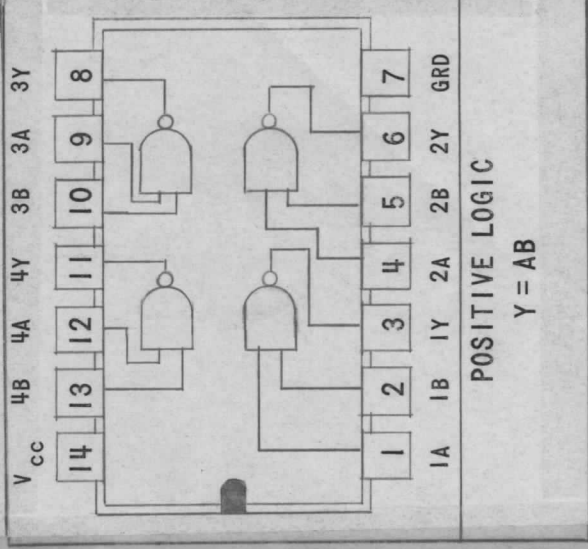 V CC 4B 4A 4Y 3B 3A 3Y
14 13 12 11 10 9 8
1 2 3 4 5 6 7
1A 1B 1Y 2A 2B 2Y GRD
POSITIVE LOGIC
Y = AB